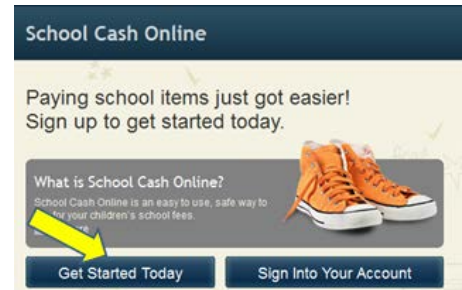 School Cash Online
Paying school items just got easier!
Sign up to get started today.
What is School Cash Online?
School Cash Online is an easy to use, safe way to
for your children's school fees.
Get Started Today
Sign Into Your Account